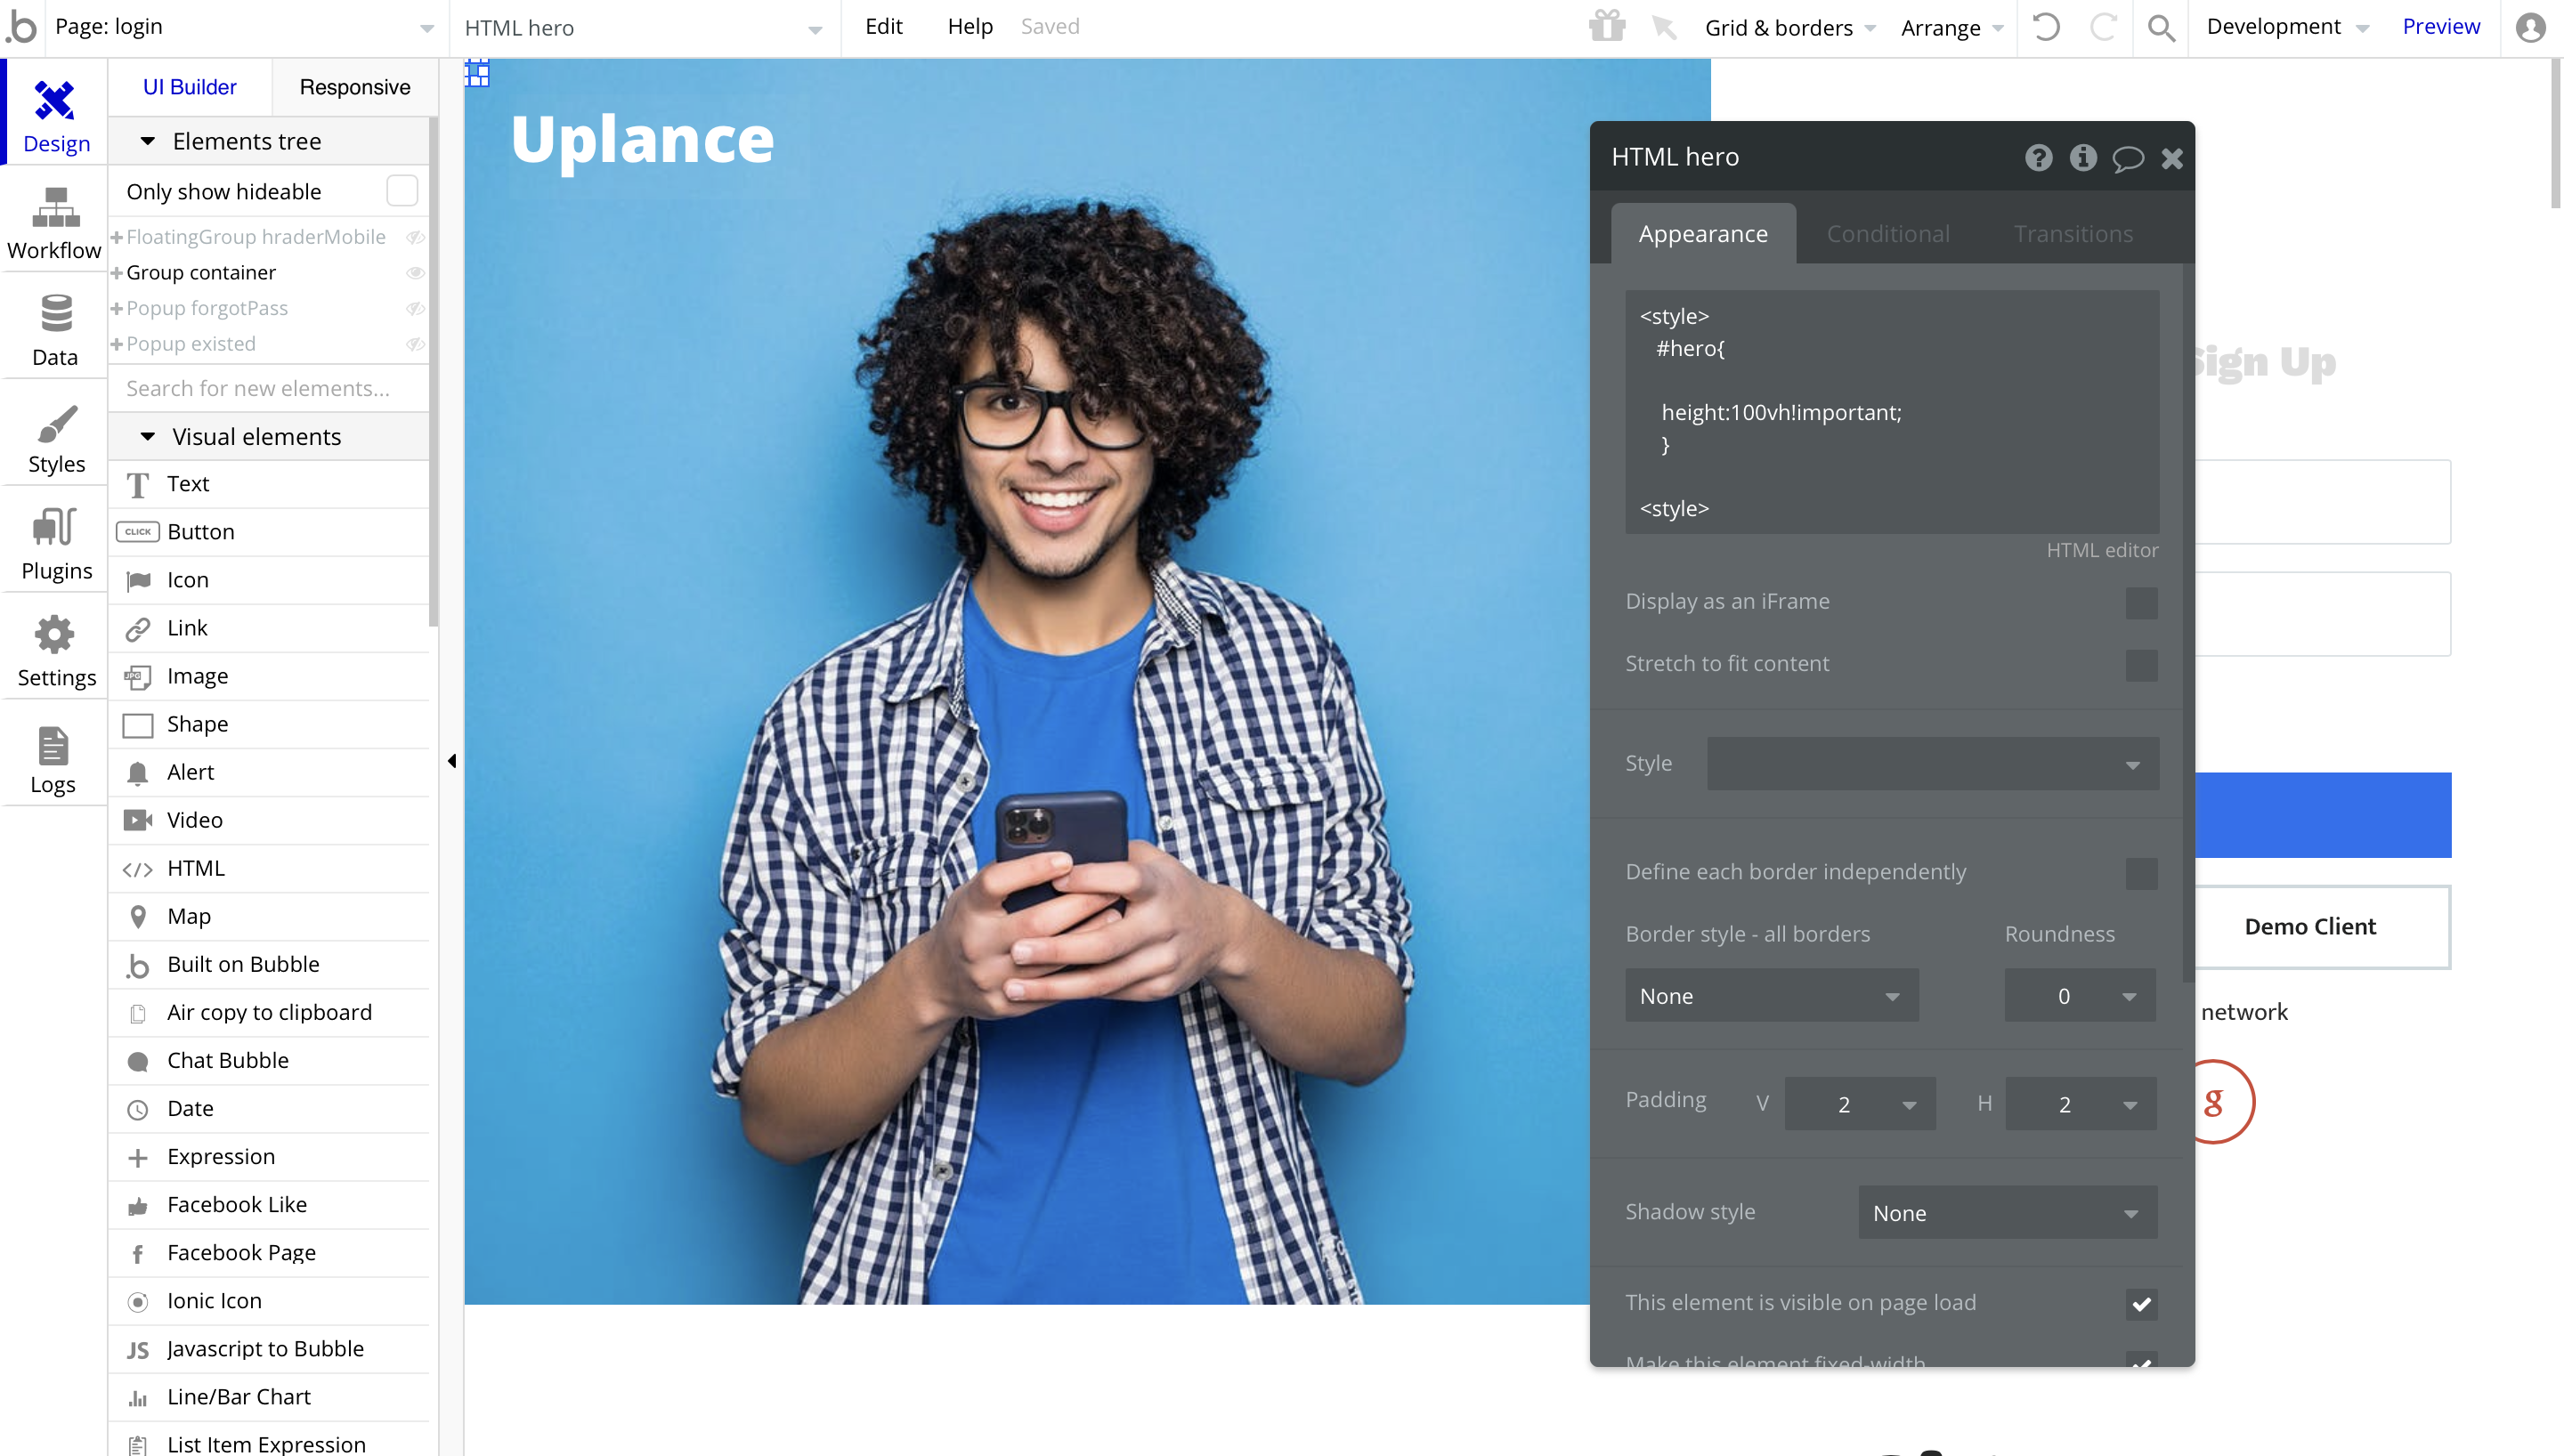 .b
Page: login
HTML hero
Edit
Help
Saved
Grid & borders
Arrange
Development
Preview
Design
Workflow
Data
Styles
Plugins
Settings
Logs
UI Builder
Responsive
Elements tree
Only show hideable
FloatingGroup hraderMobile
Group container
Popup forgotPass
Popup existed
Search for new elements...
Visual elements
Text
CLICK Button
Icon
Link
JPG Image
Shape
Alert
Video
</> HTML
Map
.b Built on Bubble
Air copy to clipboard
Chat Bubble
Date
Expression
Facebook Like
f Facebook Page
Ionic Icon
JS Javascript to Bubble
Line/Bar Chart
List Item Expression
Uplance
HTML hero
Appearance
Conditional
Transitions
<style>
#hero{
height:100vh!important;
}
<style>
HTML editor
Display as an iFrame
Stretch to fit content
Style
Define each border independently
Border style - all borders
Roundness
None
0
Padding
V
2
H
2
Shadow style
None
This element is visible on page load
Make this element fixed-width
Sign Up
Demo Client
network
g